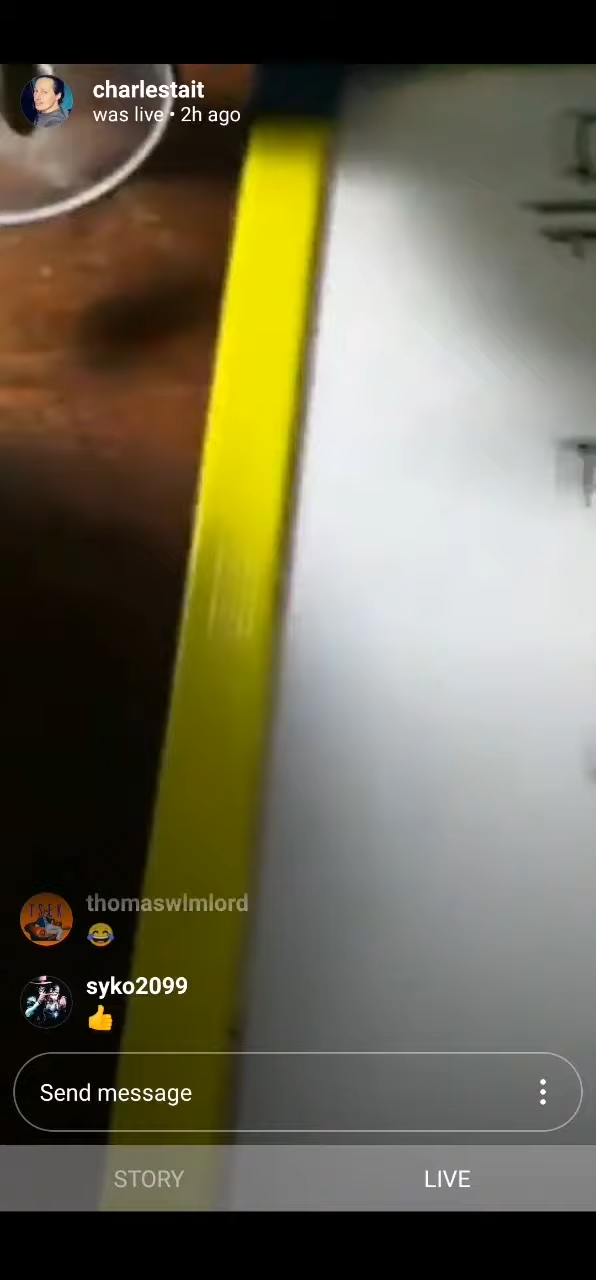 charlestait
was live • 2h ago
thomaswlmlord
😂
syko2099
👍
Send message
STORY
LIVE